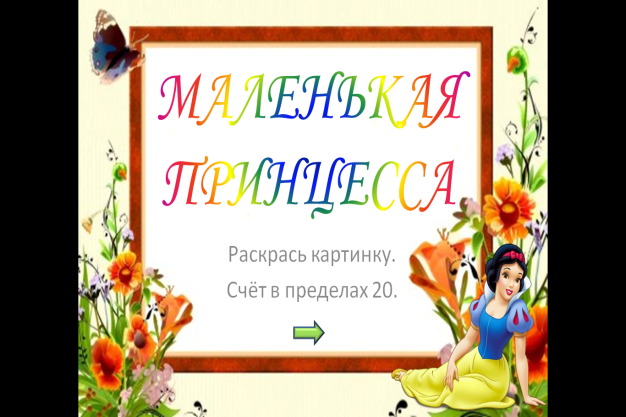 МАЛЕНЬКАЯ
ПРИНЦЕССА
Раскрась картинку.
Счёт в пределах 20.